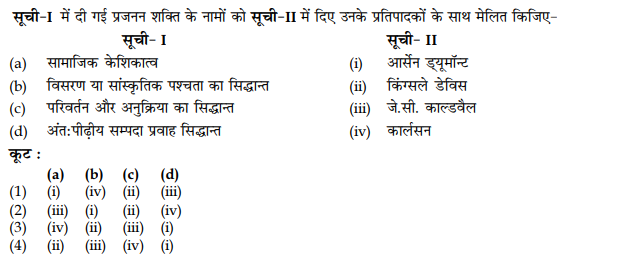 सूची-I में दी गई प्रजनन शक्ति के नामों को सूची-II में दिए उनके प्रतिपादकों के साथ मेलित किजिए-
सूची- I सूची- II
(a) सामाजिक केशिकात्व (i) आर्सेन ड्यूमॉन्ट
(b) विसरण या सांस्कृतिक पश्चता का सिद्धान्त (ii) किंग्सले डेविस
(c) परिवर्तन और अनुक्रिया का सिद्धान्त (iii) जे.सी. काल्डवैल
(d) अंत:पीढ़ीय सम्पदा प्रवाह सिद्धान्त (iv) कार्लसन
कूट :
(a) (b) (c) (d)
(1) (i) (iv) (ii) (iii)
(2) (iii) (i) (ii) (iv)
(3) (iv) (ii) (iii) (i)
(4) (ii) (iii) (iv) (i)